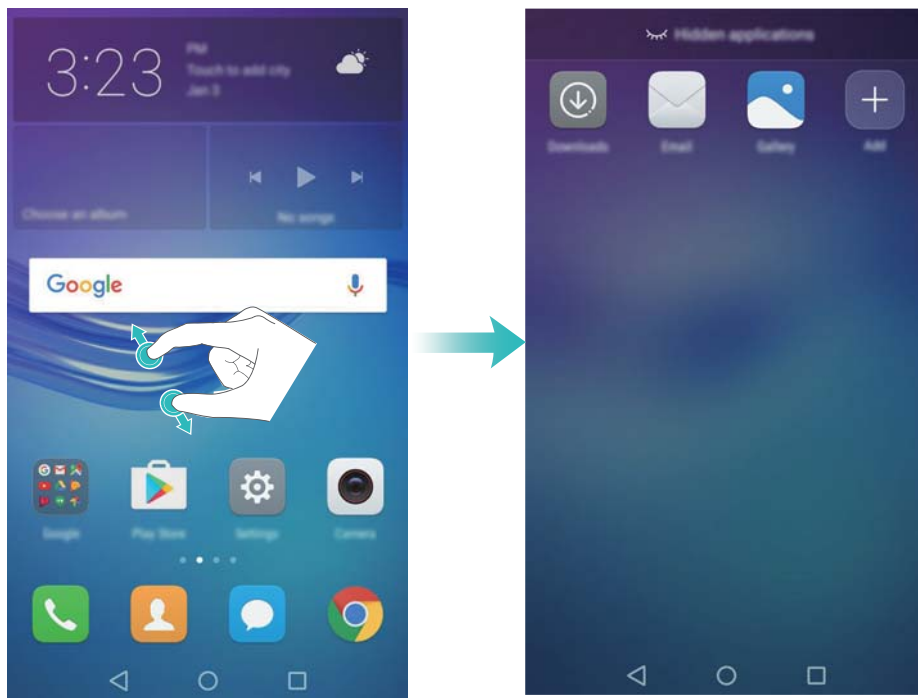 3:23
PM
Touch to add city
Jan 3
Choose an album
No songs
Google
Google
Play Store
Settings
Camera
Hidden applications
Downloads
Email
Gallery
Add